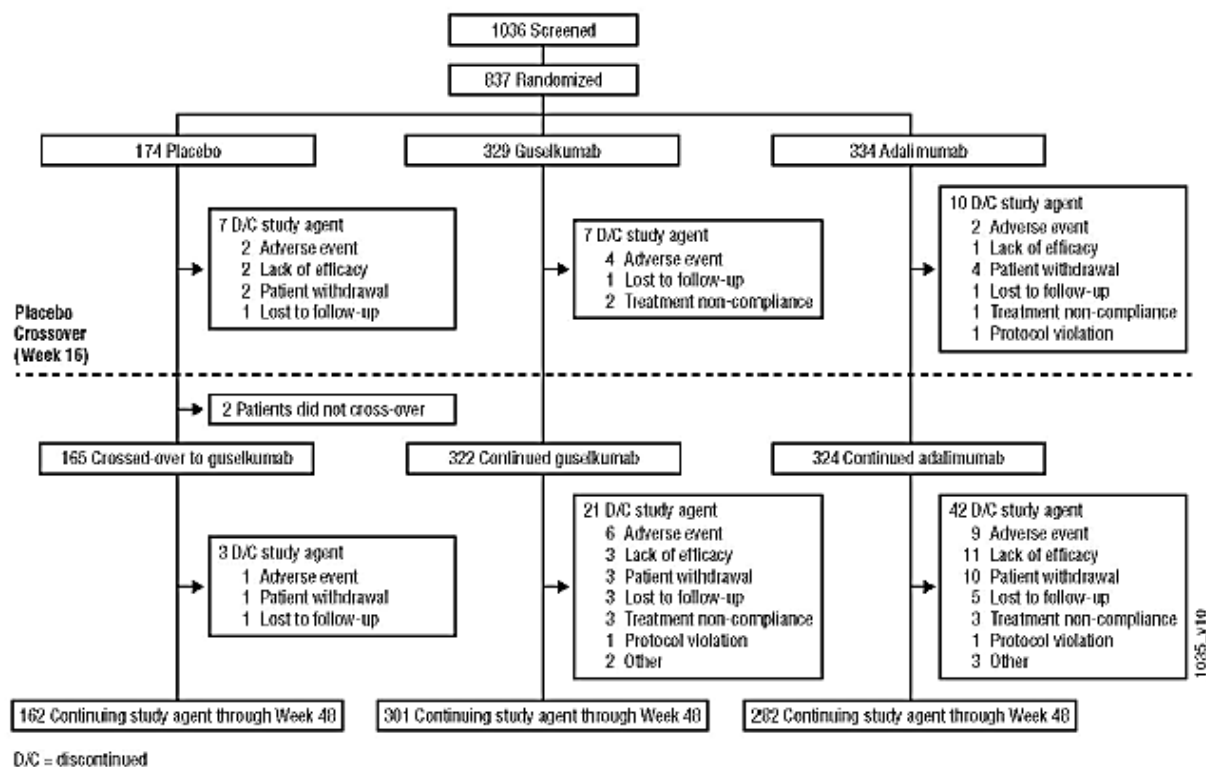 1036 Screened
837 Randomized
174 Placebo
329 Guselkumab
334 Adalimumab
7 D/C study agent
2 Adverse event
2 Lack of efficacy
2 Patient withdrawal
1 Lost to follow-up
7 D/C study agent
4 Adverse event
1 Lost to follow-up
2 Treatment non-compliance
10 D/C study agent
2 Adverse event
1 Lack of efficacy
4 Patient withdrawal
1 Lost to follow-up
1 Treatment non-compliance
1 Protocol violation
Placebo
Crossover
(Week 16)
2 Patients did not cross-over
165 Crossed-over to guselkumab
322 Continued guselkumab
324 Continued adalimumab
3 D/C study agent
1 Adverse event
1 Patient withdrawal
1 Lost to follow-up
21 D/C study agent
6 Adverse event
3 Lack of efficacy
3 Patient withdrawal
3 Lost to follow-up
3 Treatment non-compliance
1 Protocol violation
2 Other
42 D/C study agent
9 Adverse event
11 Lack of efficacy
10 Patient withdrawal
5 Lost to follow-up
3 Treatment non-compliance
1 Protocol violation
3 Other
1035_v10
162 Continuing study agent through Week 48
301 Continuing study agent through Week 48
282 Continuing study agent through Week 48
D/C = discontinued